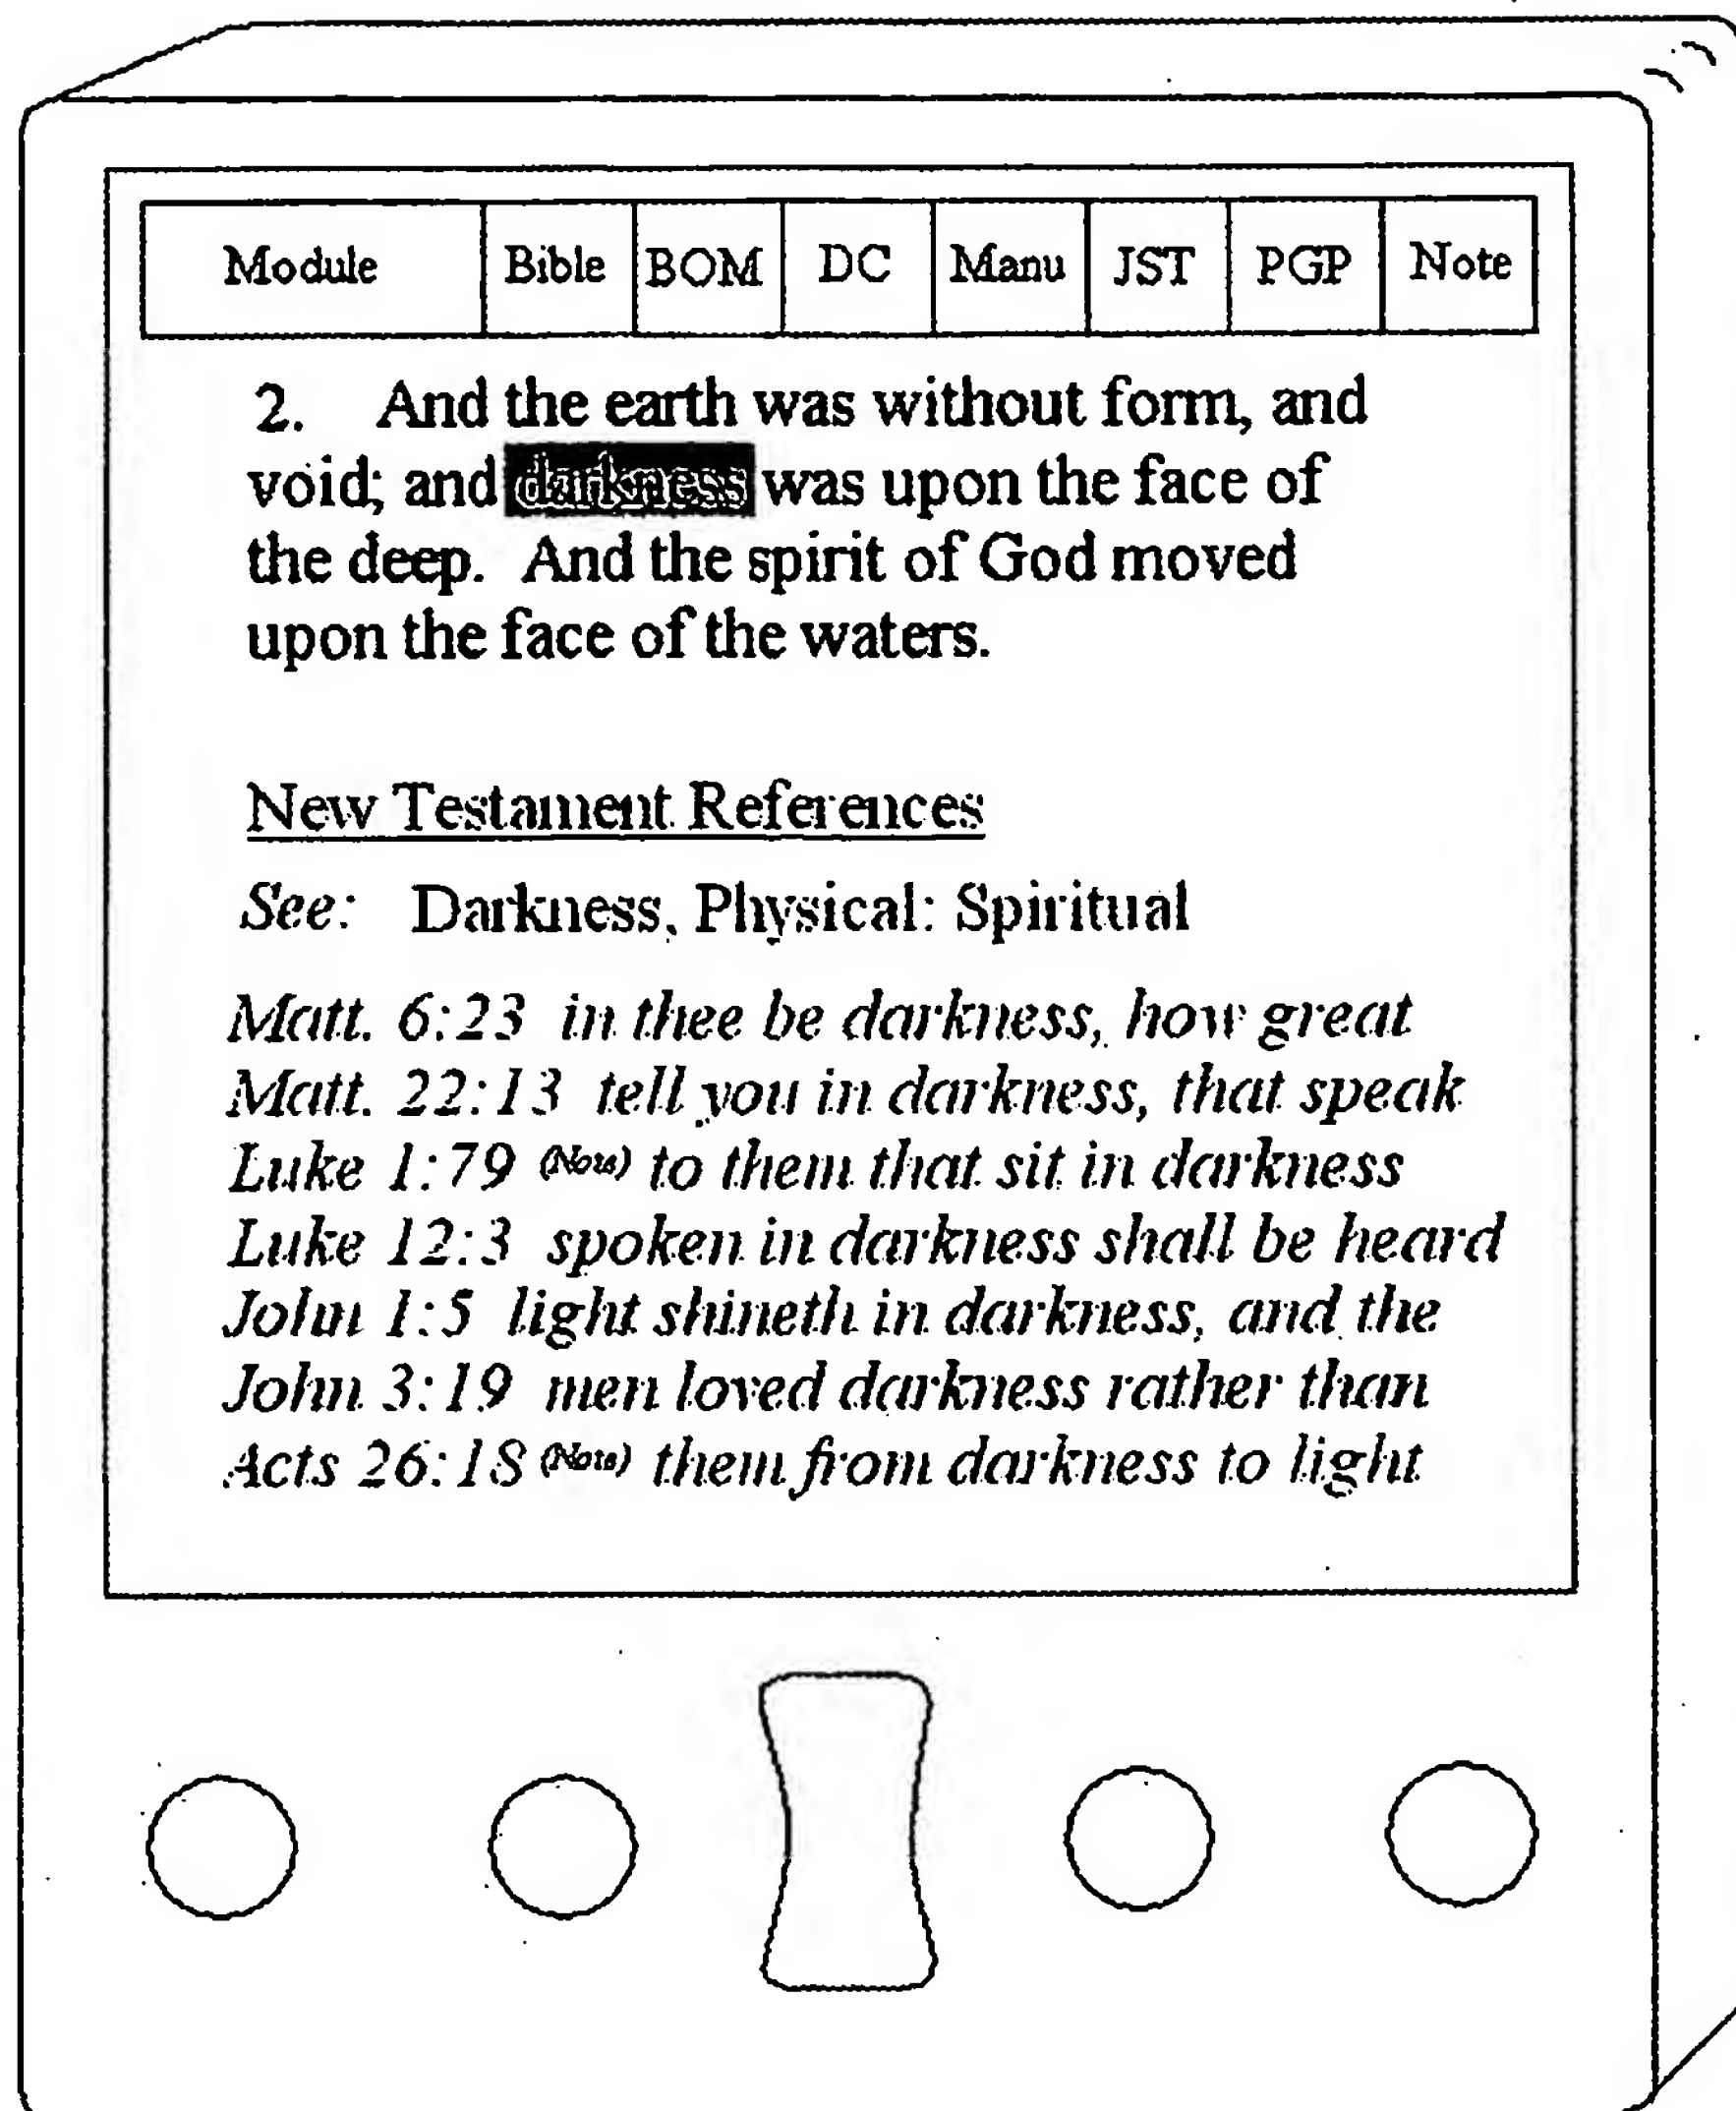 Module Bible BOM DC Manu JST PGP Note
2. And the earth was without form, and
void; and darkness was upon the face of
the deep. And the spirit of God moved
upon the face of the waters.
New Testament References
See: Darkness, Physical: Spiritual
Matt. 6:23 in thee be darkness, how great
Matt. 22:13 tell you in darkness, that speak
Luke 1:79 (Note) to them that sit in darkness
Luke 12:3 spoken in darkness shall be heard
John 1:5 light shineth in darkness, and the
John 3:19 men loved darkness rather than
Acts 26:18 (Note) them from darkness to light